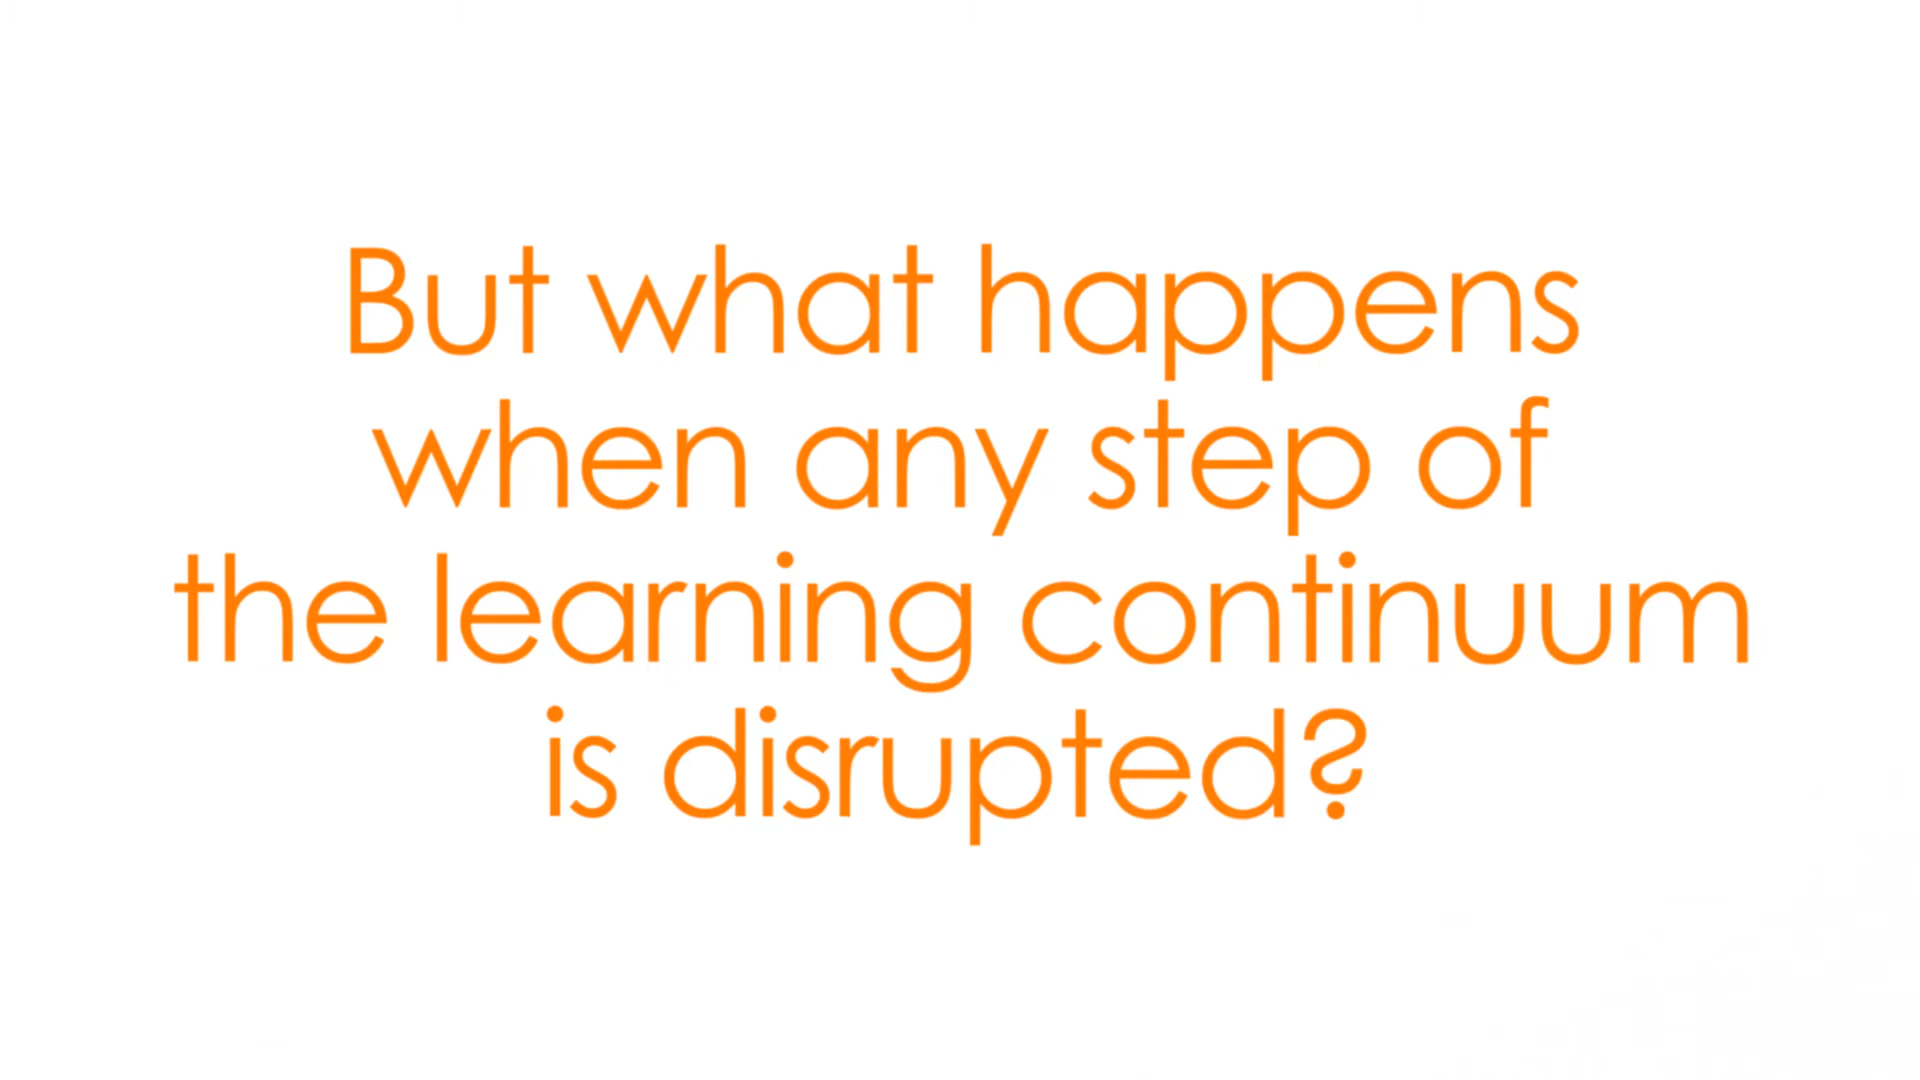 But what happens
when any step of
the learning continuum
is disrupted?